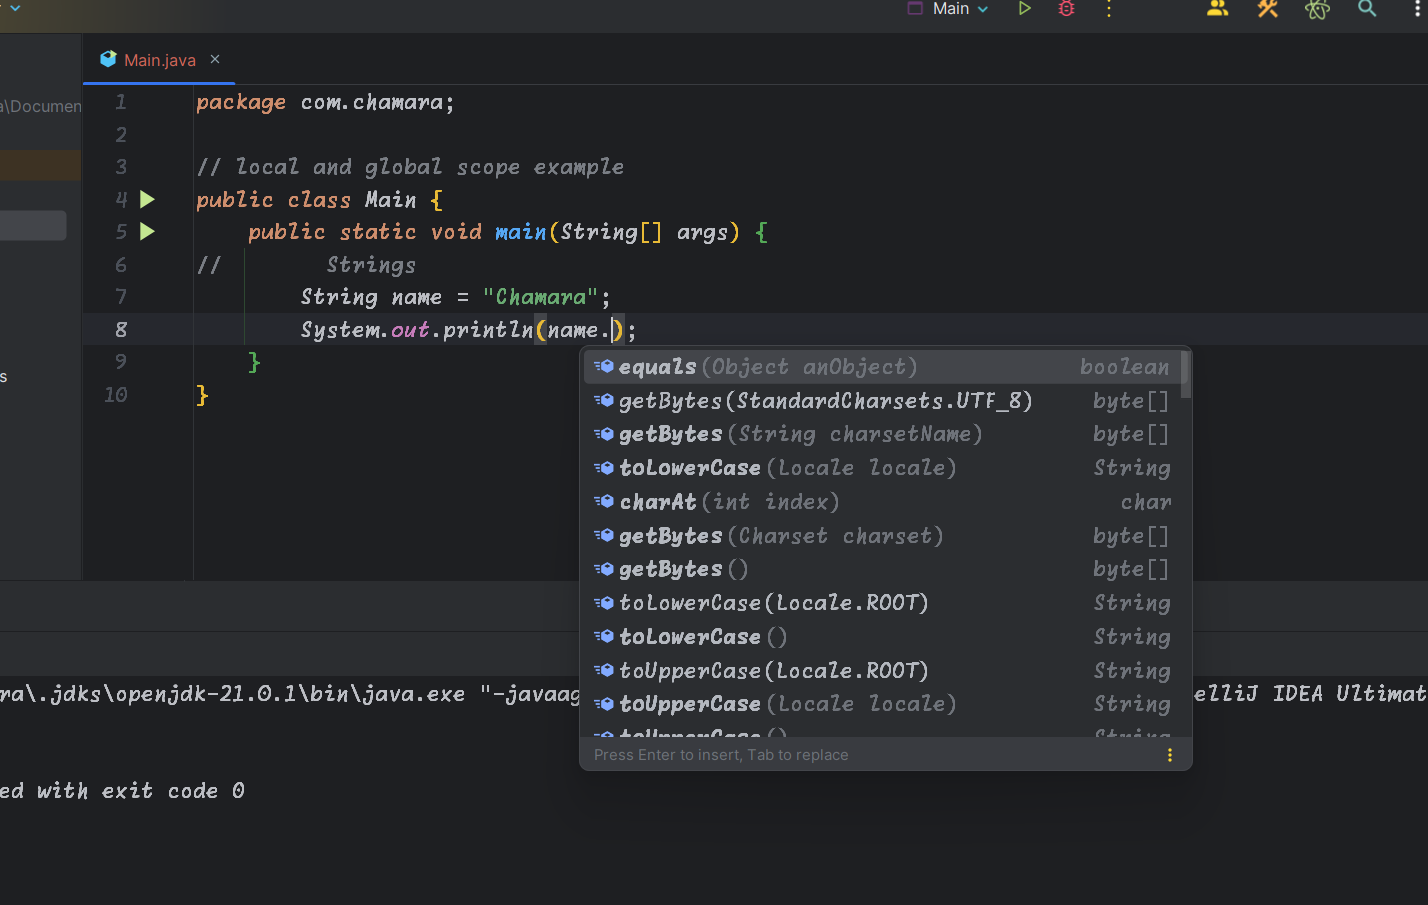 Main
Main.java
a\Documen
1 package com.chamara;
2
3 // local and global scope example
4 public class Main {
5 public static void main(String[] args) {
6 // Strings
7 String name = "Chamara";
8 System.out.println(name.);
9 }
10 }
s
equals(Object anObject) boolean
getBytes(StandardCharsets.UTF_8) byte[]
getBytes(String charsetName) byte[]
toLowerCase(Locale locale) String
charAt(int index) char
getBytes(Charset charset) byte[]
getBytes() byte[]
toLowerCase(Locale.ROOT) String
toLowerCase() String
toUpperCase(Locale.ROOT) String
toUpperCase(Locale locale) String
toUpperCase() String
Press Enter to insert, Tab to replace
ra\.jdks\openjdk-21.0.1\bin\java.exe "-javaag elliJ IDEA Ultimat
ed with exit code 0